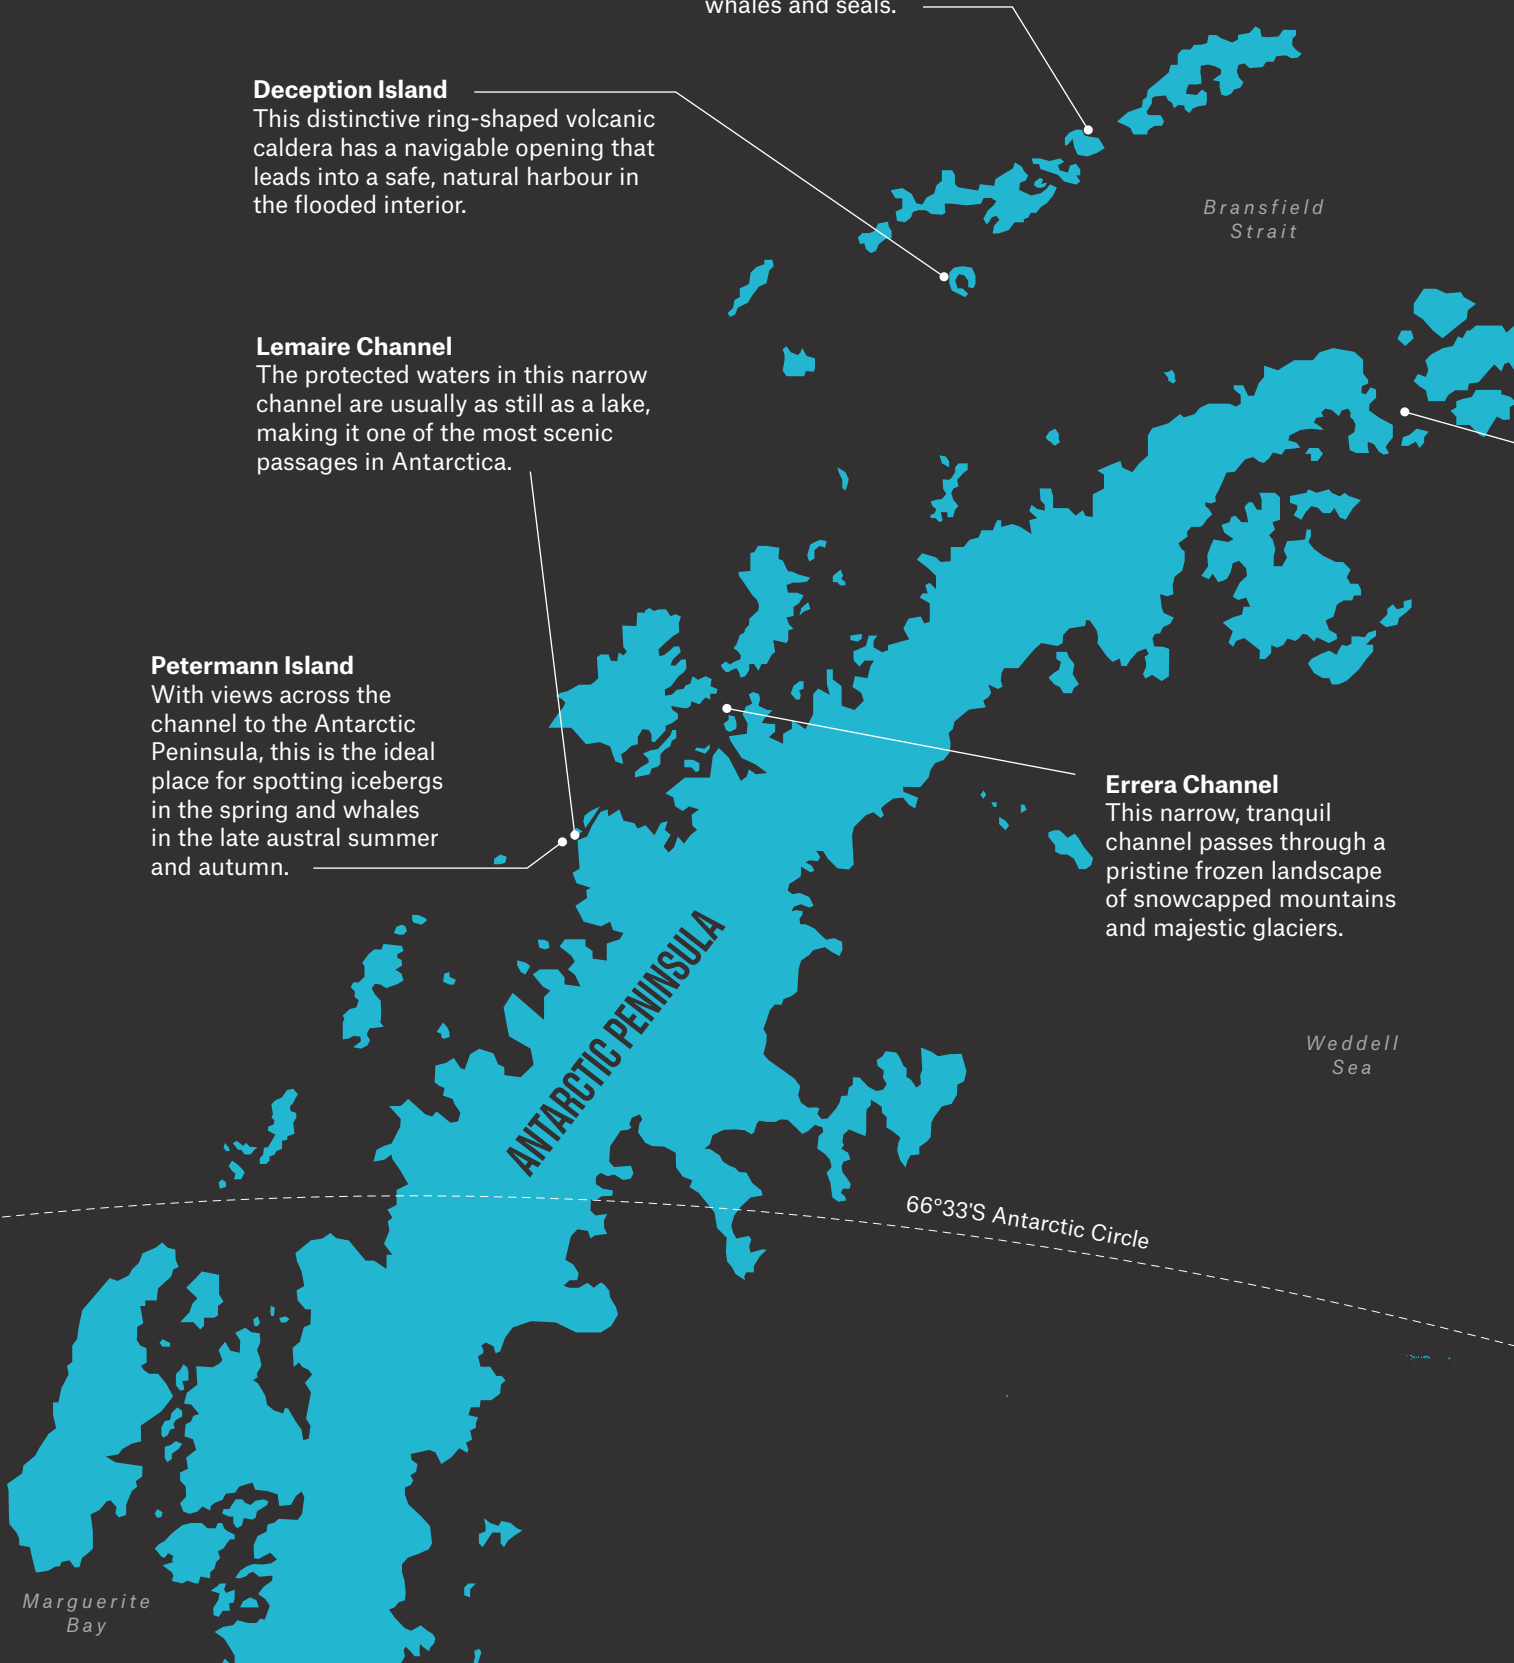 whales and seals.
Deception Island
This distinctive ring-shaped volcanic
caldera has a navigable opening that
leads into a safe, natural harbour in
the flooded interior.
Bransfield
Strait
Lemaire Channel
The protected waters in this narrow
channel are usually as still as a lake,
making it one of the most scenic
passages in Antarctica.
Petermann Island
With views across the
channel to the Antarctic
Peninsula, this is the ideal
place for spotting icebergs
in the spring and whales
in the late austral summer
and autumn.
Errera Channel
This narrow, tranquil
channel passes through a
pristine frozen landscape
of snowcapped mountains
and majestic glaciers.
ANTARCTIC PENINSULA
Weddell
Sea
66°33'S Antarctic Circle
Marguerite
Bay